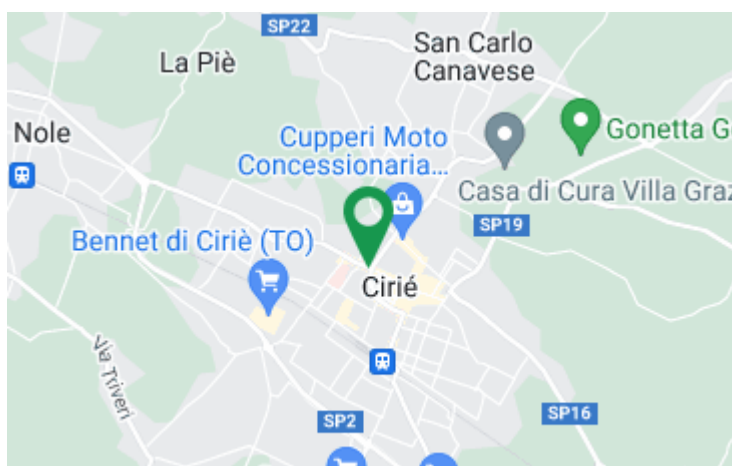 SP22
San Carlo
Canavese
La Piè
Nole
Cupperi Moto
Concessionaria...
Gonetta G
Casa di Cura Villa Graz
SP19
Bennet di Ciriè (TO)
Cirié
Via Triveri
SP2
SP16